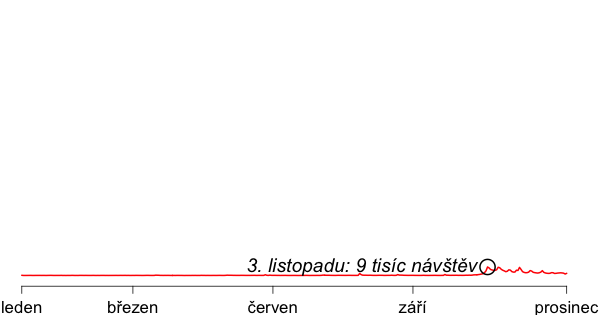 3. listopadu: 9 tisíc návštěv
leden březen červen září prosinec